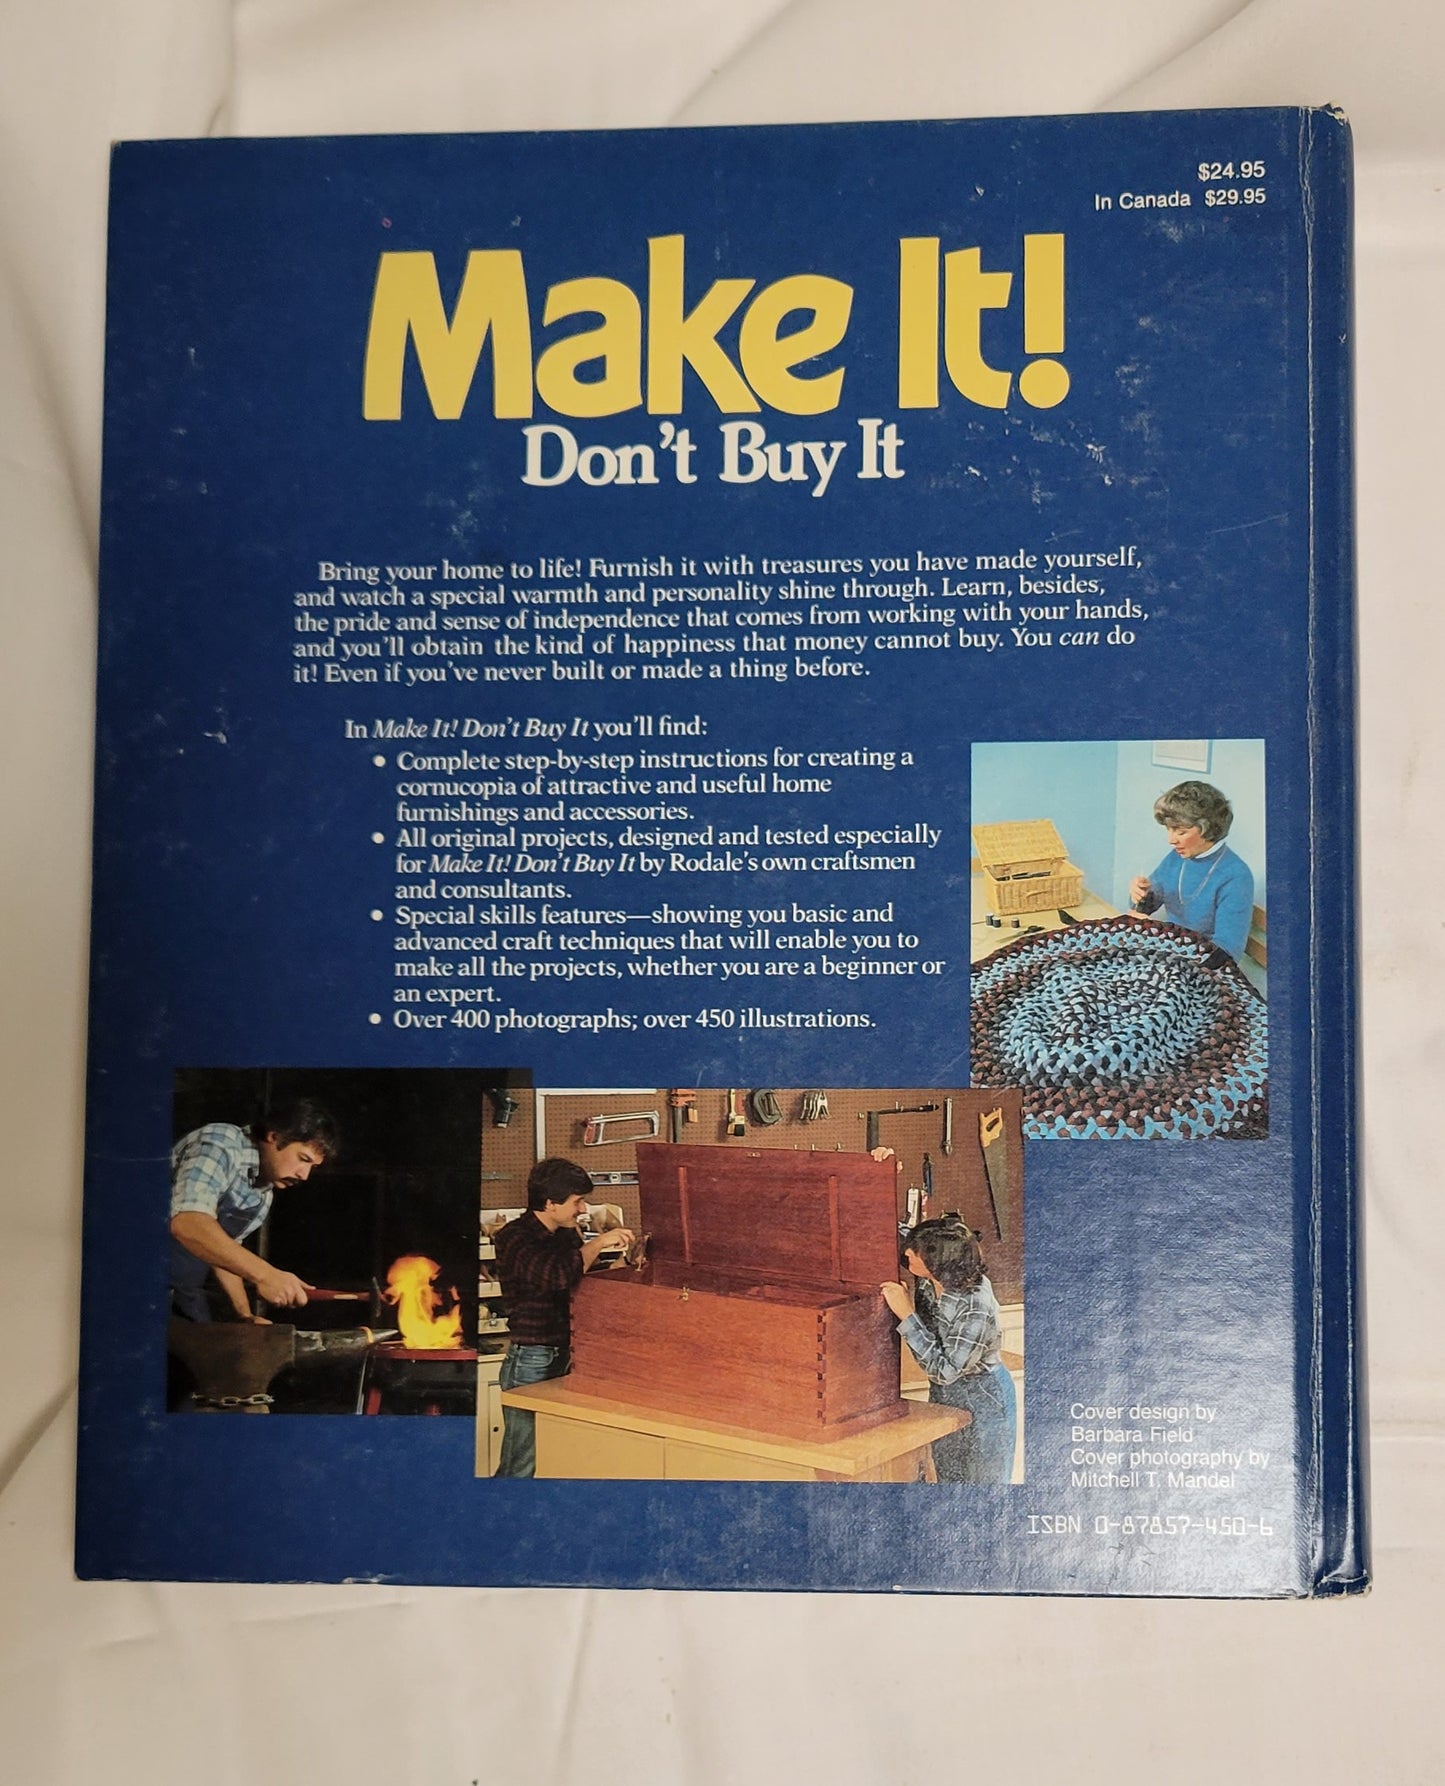 $24.95
In Canada $29.95
Make It!
Don't Buy It
Bring your home to life! Furnish it with treasures you have made yourself,
and watch a special warmth and personality shine through. Learn, besides,
the pride and sense of independence that comes from working with your hands,
and you'll obtain the kind of happiness that money cannot buy. You can do
it! Even if you've never built or made a thing before.
In Make It! Don't Buy It you'll find:
• Complete step-by-step instructions for creating a
cornucopia of attractive and useful home
furnishings and accessories.
• All original projects, designed and tested especially
for Make It! Don't Buy It by Rodale's own craftsmen
and consultants.
• Special skills features—showing you basic and
advanced craft techniques that will enable you to
make all the projects, whether you are a beginner or
an expert.
• Over 400 photographs; over 450 illustrations.
Cover design by
Barbara Field
Cover photography by
Mitchell T. Mandel
ISBN 0-87857-450-6